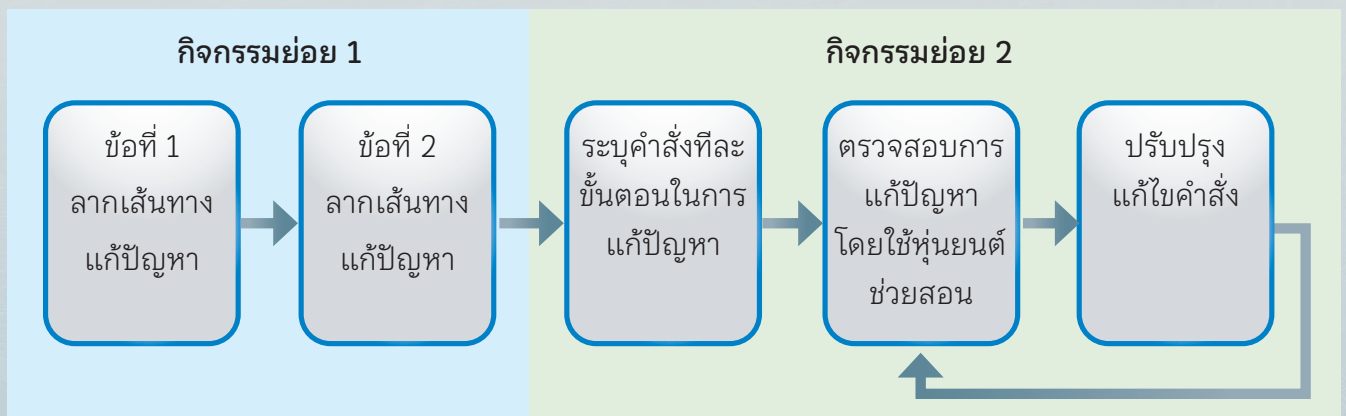 กิจกรรมย่อย 1
กิจกรรมย่อย 2
ข้อที่ 1
ลากเส้นทาง
แก้ปัญหา
ข้อที่ 2
ลากเส้นทาง
แก้ปัญหา
ระบุคำสั่งทีละ
ขั้นตอนในการ
แก้ปัญหา
ตรวจสอบการ
แก้ปัญหา
โดยใช้หุ่นยนต์
ช่วยสอน
ปรับปรุง
แก้ไขคำสั่ง